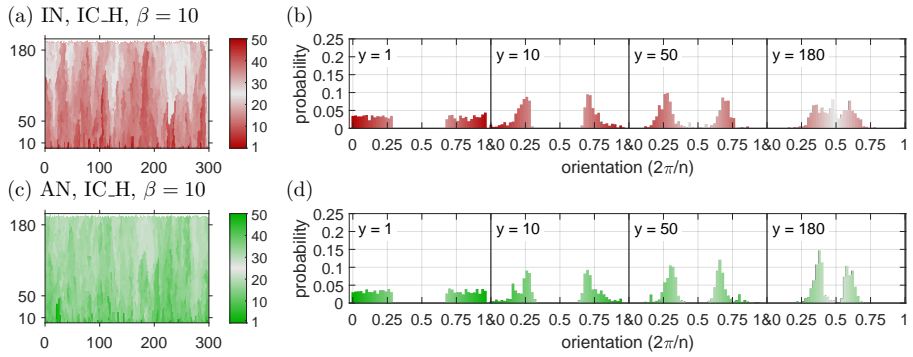 (a) IN, IC_H, β = 10
180
50
10
0 100 200 300
50
40
30
20
10
1
(b)
probability
0.25
0.2
0.15
0.1
0.05
0
y = 1
y = 10
y = 50
y = 180
0 0.25 0.5 0.75 1&0 0.25 0.5 0.75 1&0 0.25 0.5 0.75 1&0 0.25 0.5 0.75 1
orientation (2π/n)
(c) AN, IC_H, β = 10
180
50
10
0 100 200 300
50
40
30
20
10
1
(d)
probability
0.25
0.2
0.15
0.1
0.05
0
y = 1
y = 10
y = 50
y = 180
0 0.25 0.5 0.75 1&0 0.25 0.5 0.75 1&0 0.25 0.5 0.75 1&0 0.25 0.5 0.75 1
orientation (2π/n)